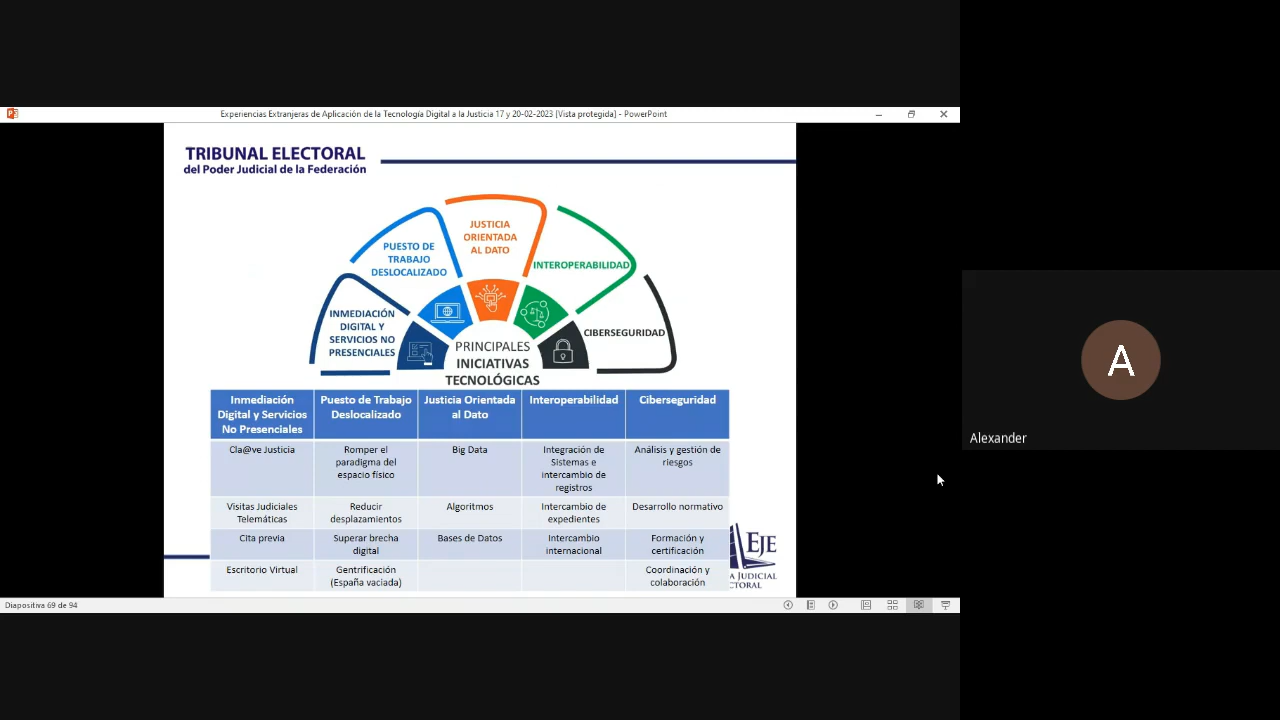 Experiencias Extranjeras de Aplicación de la Tecnología Digital a la Justicia 17 y 20-02-2023 [Vista protegida] - PowerPoint
TRIBUNAL ELECTORAL
del Poder Judicial de la Federación
INMEDIACIÓN
DIGITAL Y
SERVICIOS NO
PRESENCIALES
PUESTO DE
TRABAJO
DESLOCALIZADO
JUSTICIA
ORIENTADA
AL DATO
INTEROPERABILIDAD
CIBERSEGURIDAD
PRINCIPALES
INICIATIVAS
TECNOLÓGICAS
Inmediación
Digital y Servicios
No Presenciales
Puesto de Trabajo
Deslocalizado
Justicia Orientada
al Dato
Interoperabilidad
Ciberseguridad
Cla@ve Justicia
Romper el
paradigma del
espacio físico
Big Data
Integración de
Sistemas e
intercambio de
registros
Análisis y gestión de
riesgos
Visitas Judiciales
Telemáticas
Reducir
desplazamientos
Algoritmos
Intercambio de
expedientes
Desarrollo normativo
Cita previa
Superar brecha
digital
Bases de Datos
Intercambio
internacional
Formación y
certificación
Escritorio Virtual
Gentrificación
(España vaciada)
Coordinación y
colaboración
EJE
A JUDICIAL
CTORAL
Diapositiva 69 de 94
A
Alexander